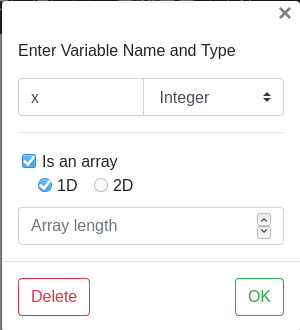 ×
Enter Variable Name and Type
x Integer
Is an array
1D 2D
Array length
Delete OK